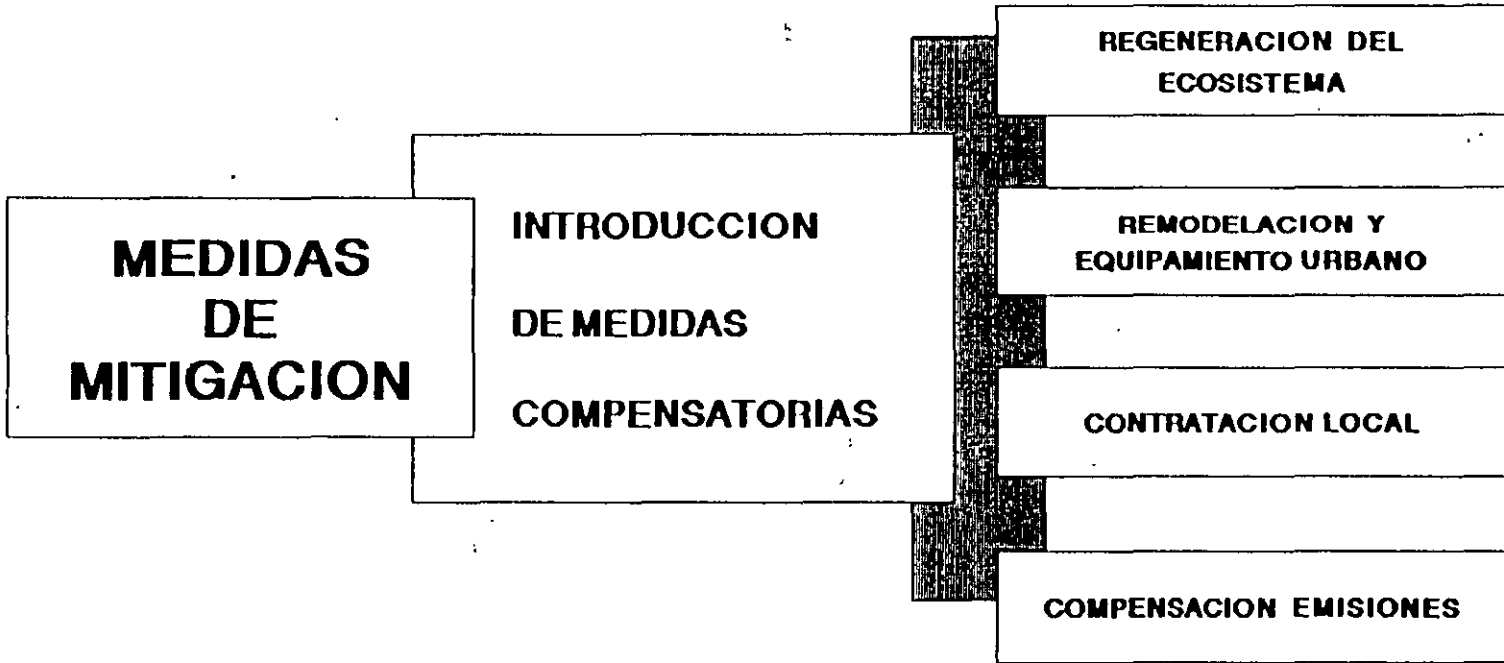 MEDIDAS
DE
MITIGACION
INTRODUCCION
DE MEDIDAS
COMPENSATORIAS
REGENERACION DEL
ECOSISTEMA
REMODELACION Y
EQUIPAMIENTO URBANO
CONTRATACION LOCAL
COMPENSACION EMISIONES